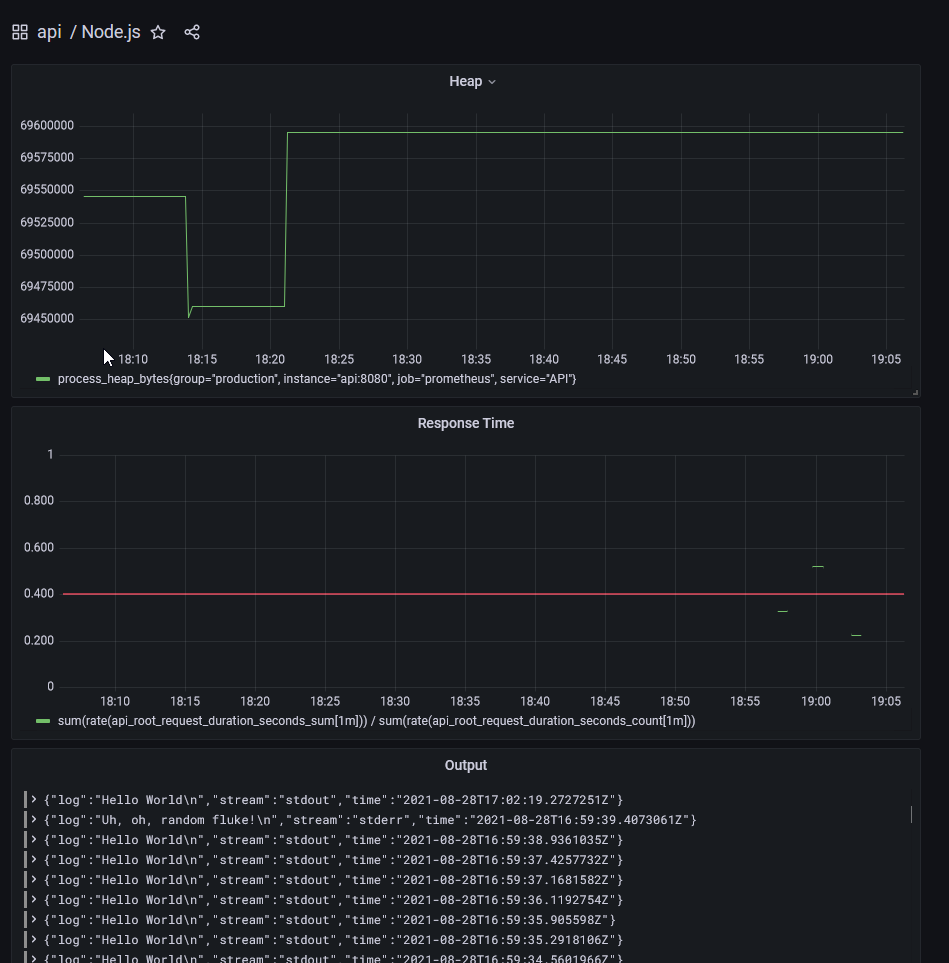 api / Node.js
Heap
69600000
69575000
69550000
69525000
69500000
69475000
69450000
18:10 18:15 18:20 18:25 18:30 18:35 18:40 18:45 18:50 18:55 19:00 19:05
process_heap_bytes{group="production", instance="api:8080", job="prometheus", service="API"}
Response Time
1
0.800
0.600
0.400
0.200
0
18:10 18:15 18:20 18:25 18:30 18:35 18:40 18:45 18:50 18:55 19:00 19:05
sum(rate(api_root_request_duration_seconds_sum[1m])) / sum(rate(api_root_request_duration_seconds_count[1m]))
Output
{"log":"Hello World\n","stream":"stdout","time":"2021-08-28T17:02:19.2727251Z"}
{"log":"Uh, oh, random fluke!\n","stream":"stderr","time":"2021-08-28T16:59:39.4073061Z"}
{"log":"Hello World\n","stream":"stdout","time":"2021-08-28T16:59:38.9361035Z"}
{"log":"Hello World\n","stream":"stdout","time":"2021-08-28T16:59:37.4257732Z"}
{"log":"Hello World\n","stream":"stdout","time":"2021-08-28T16:59:37.1681582Z"}
{"log":"Hello World\n","stream":"stdout","time":"2021-08-28T16:59:36.1192754Z"}
{"log":"Hello World\n","stream":"stdout","time":"2021-08-28T16:59:35.905598Z"}
{"log":"Hello World\n","stream":"stdout","time":"2021-08-28T16:59:35.2918106Z"}
{"log":"Hello World\n","stream":"stdout","time":"2021-08-28T16:59:34.5601966Z"}